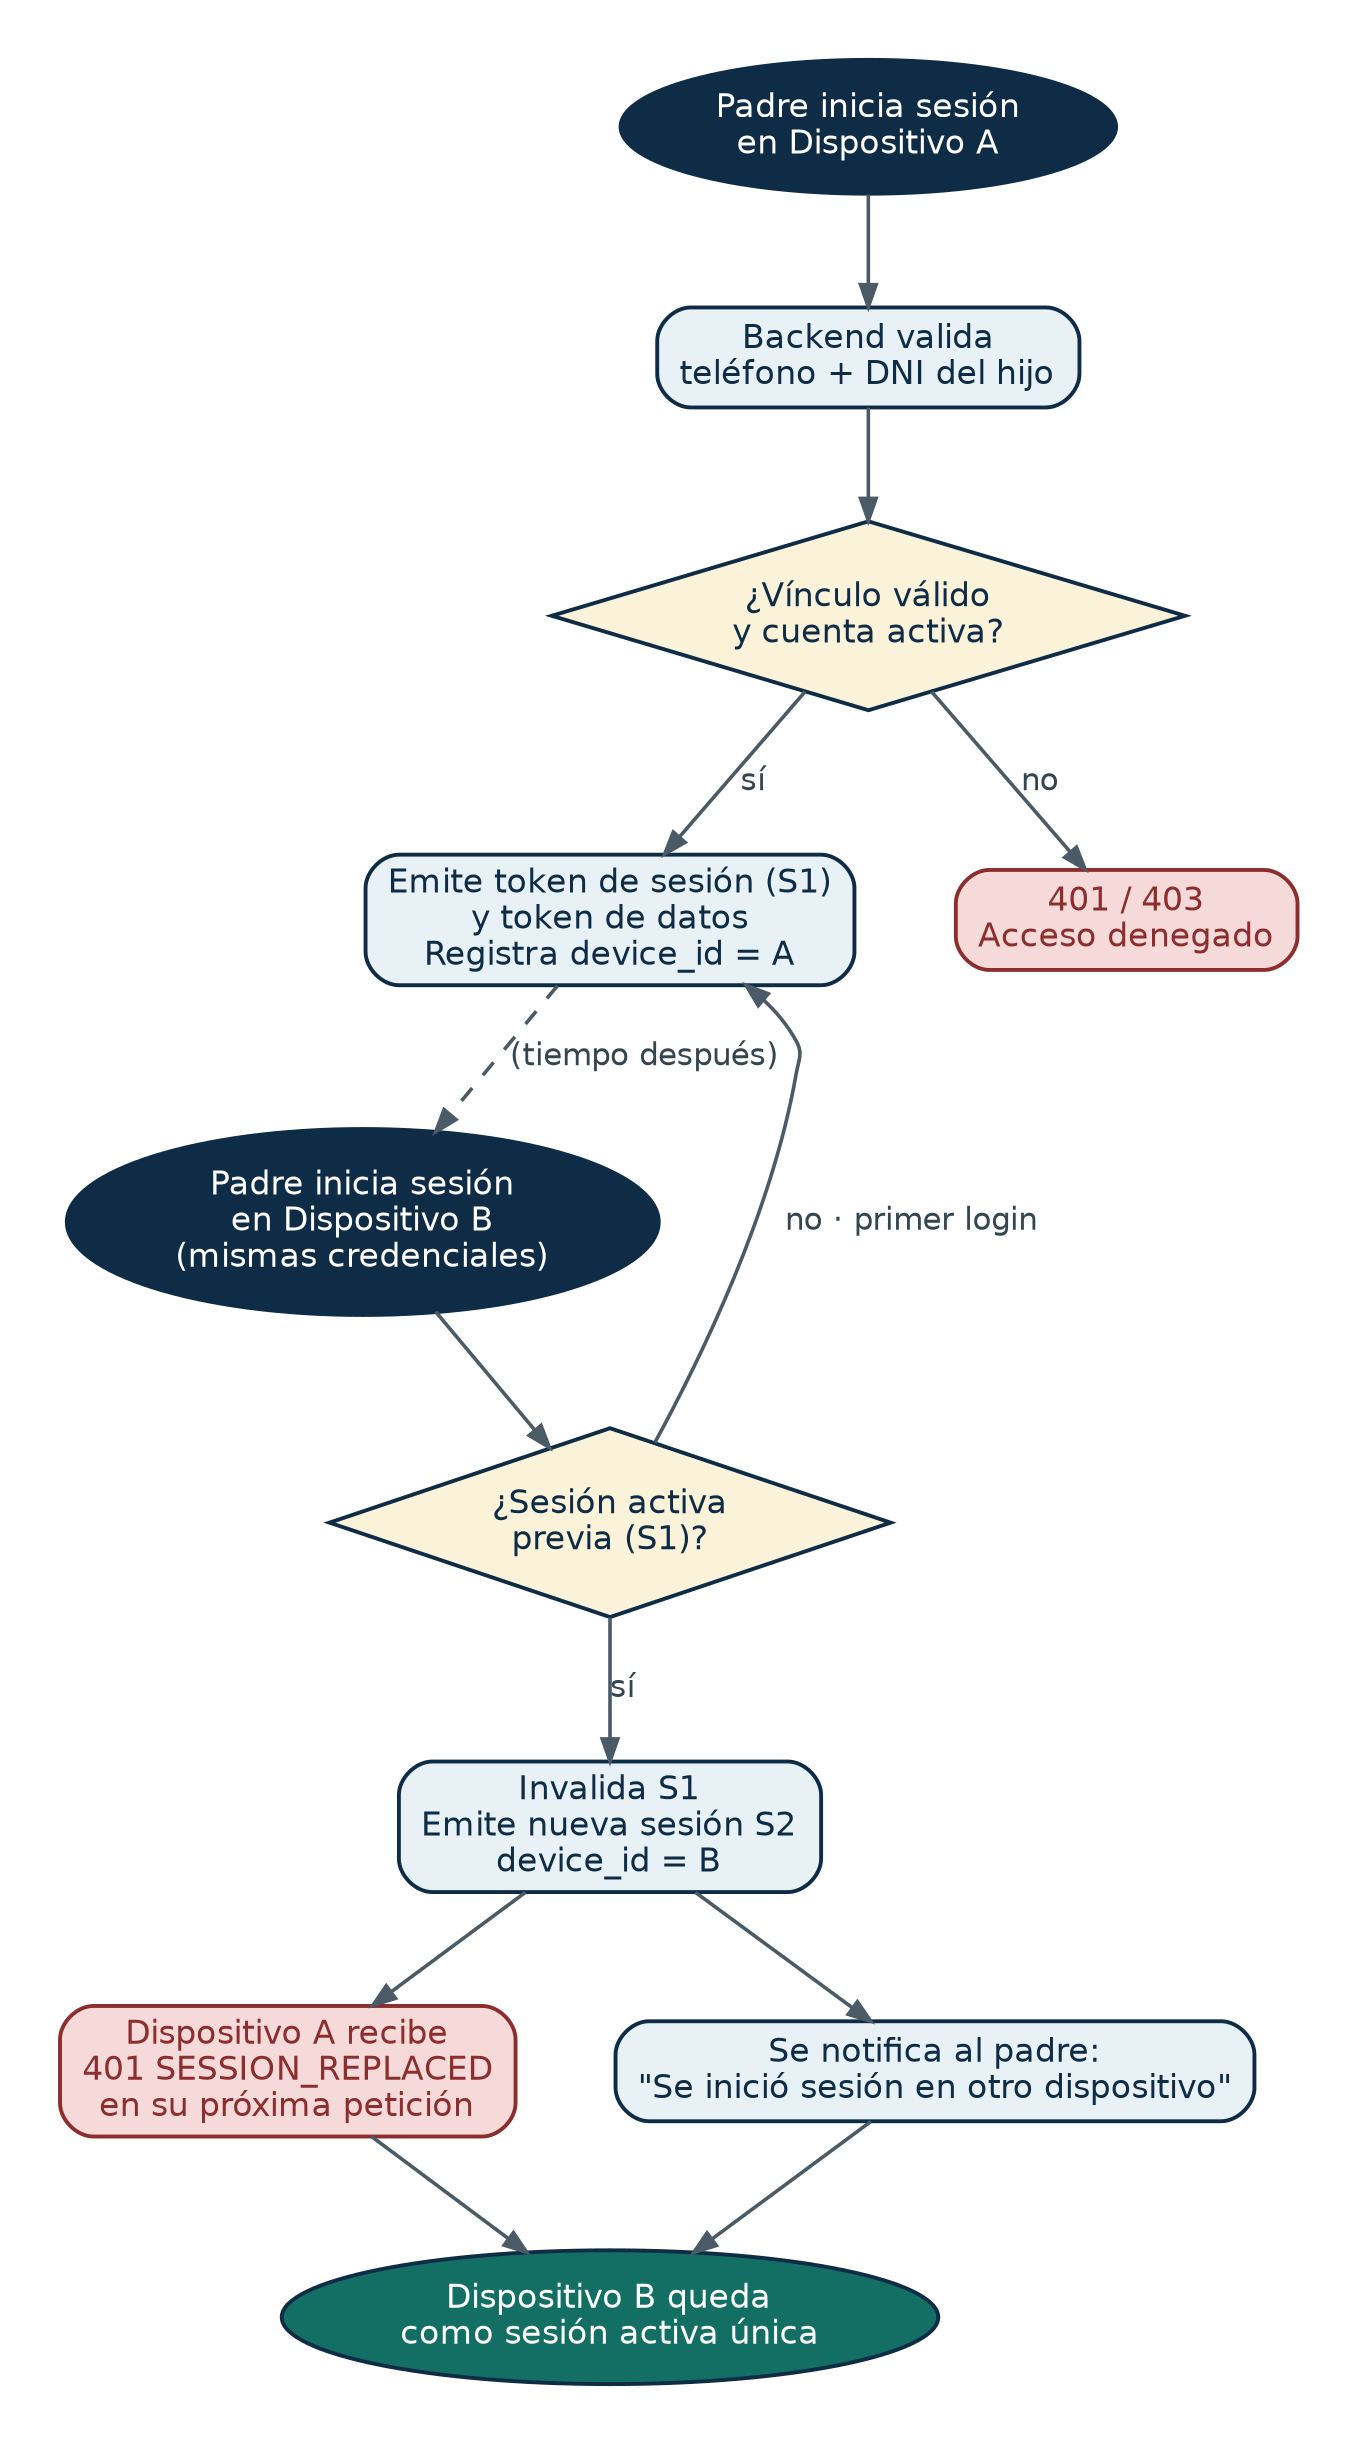 Padre inicia sesión
en Dispositivo A
Backend valida
teléfono + DNI del hijo
¿Vínculo válido
y cuenta activa?
sí
no
Emite token de sesión (S1)
y token de datos
Registra device_id = A
401 / 403
Acceso denegado
(tiempo después)
Padre inicia sesión
en Dispositivo B
(mismas credenciales)
no · primer login
¿Sesión activa
previa (S1)?
sí
Invalida S1
Emite nueva sesión S2
device_id = B
Dispositivo A recibe
401 SESSION_REPLACED
en su próxima petición
Se notifica al padre:
"Se inició sesión en otro dispositivo"
Dispositivo B queda
como sesión activa única